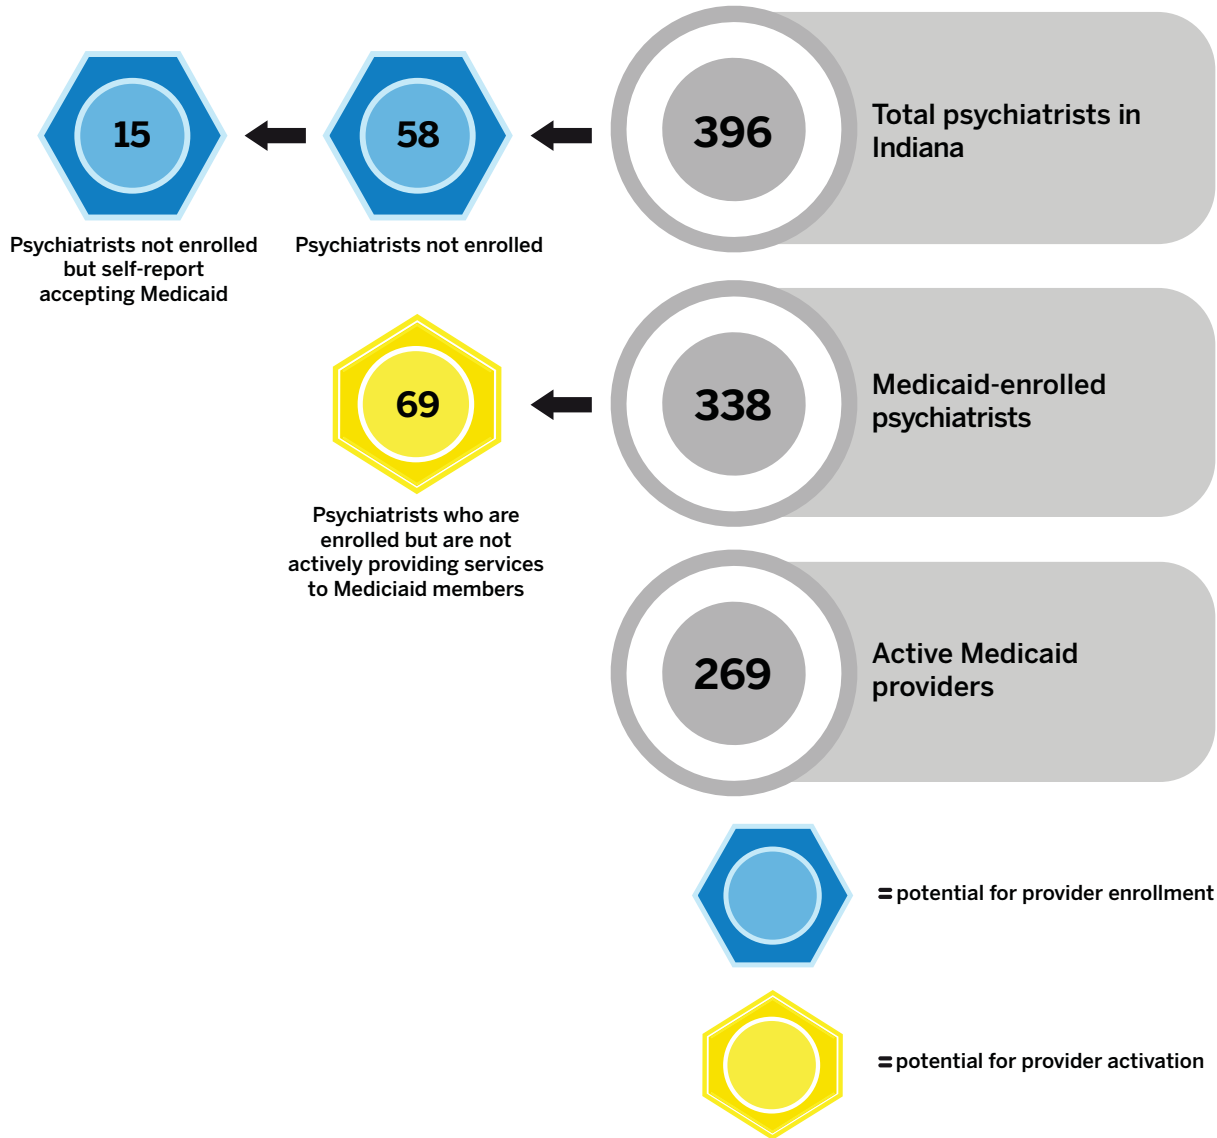 15
58
396
Total psychiatrists in
Indiana
Psychiatrists not enrolled
but self-report
accepting Medicaid
Psychiatrists not enrolled
69
338
Medicaid-enrolled
psychiatrists
Psychiatrists who are
enrolled but are not
actively providing services
to Mediciaid members
269
Active Medicaid
providers
= potential for provider enrollment
= potential for provider activation